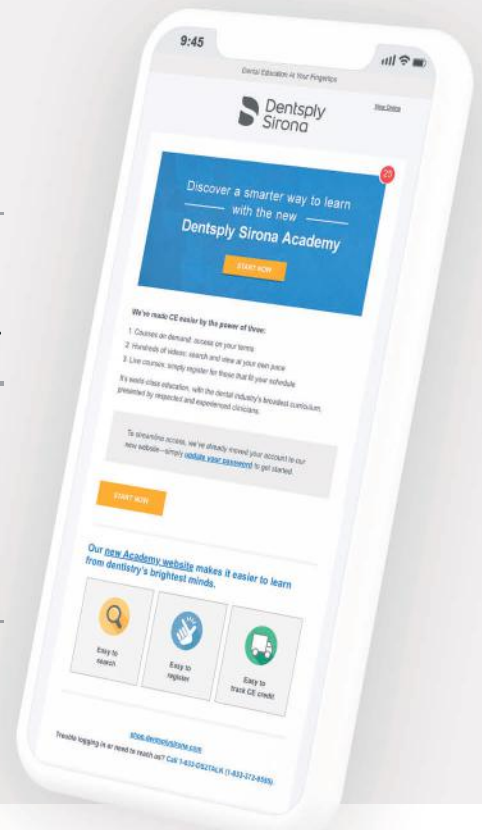 9:45
Dental Education At Your Fingertips
View Online
Dentsply
Sirona
25
Discover a smarter way to learn
with the new
Dentsply Sirona Academy
START NOW
We've made CE easier by the power of three:
1 Courses on demand: access on your terms
2 Hundreds of videos: search and view at your own pace
3 Live courses: simply register for those that fit your schedule
It's world-class education, with the dental industry's broadest curriculum,
presented by respected and experienced clinicians.
To streamline access, we've already moved your account to our
new website—simply update your password to get started.
START NOW
Our new Academy website makes it easier to learn
from dentistry's brightest minds.
Easy to
search
Easy to
register
Easy to
track CE credit
shop.dentsplysirona.com
Trouble logging in or need to reach us? Call 1-833-DS2TALK (1-833-372-8595)